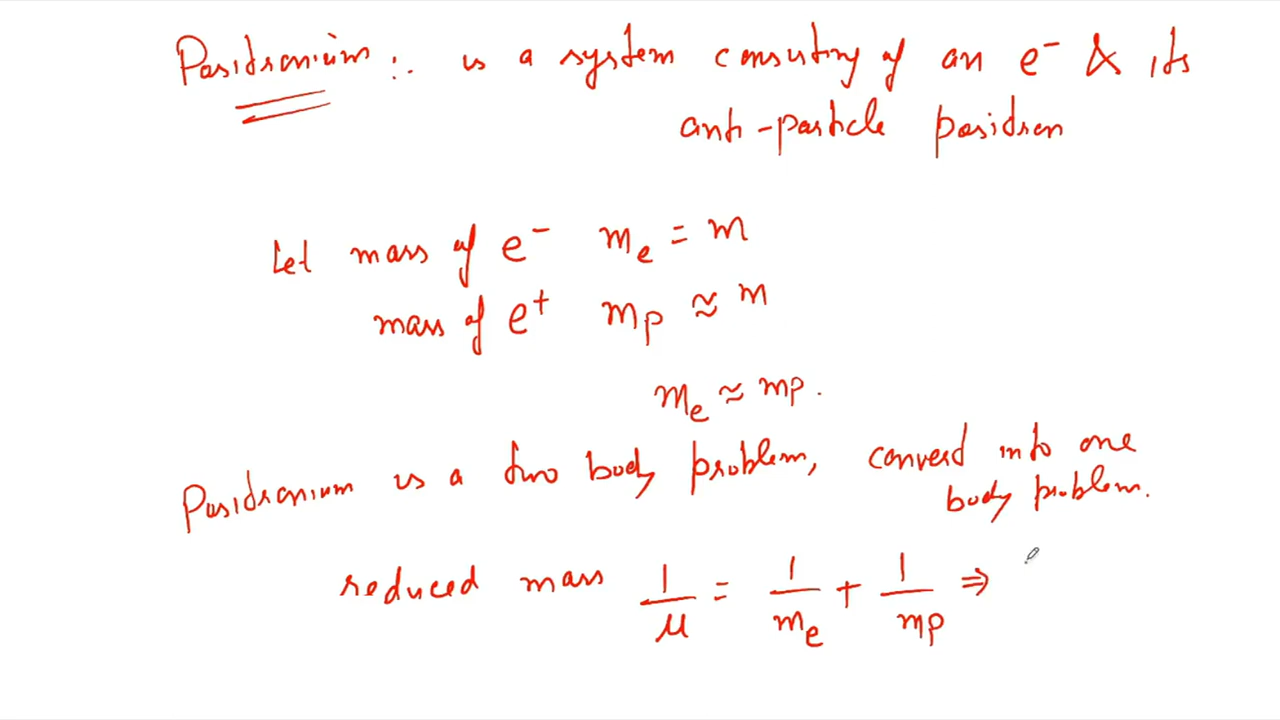 Positronium :. is a system consisting of an e⁻ & its
anti-particle positron
Let mass of e⁻ mₑ = m
mass of e⁺ mₚ ≈ m
mₑ ≈ mₚ.
Positronium is a two body problem, convert into one
body problem.
reduced mass 1/μ = 1/mₑ + 1/mₚ ⇒